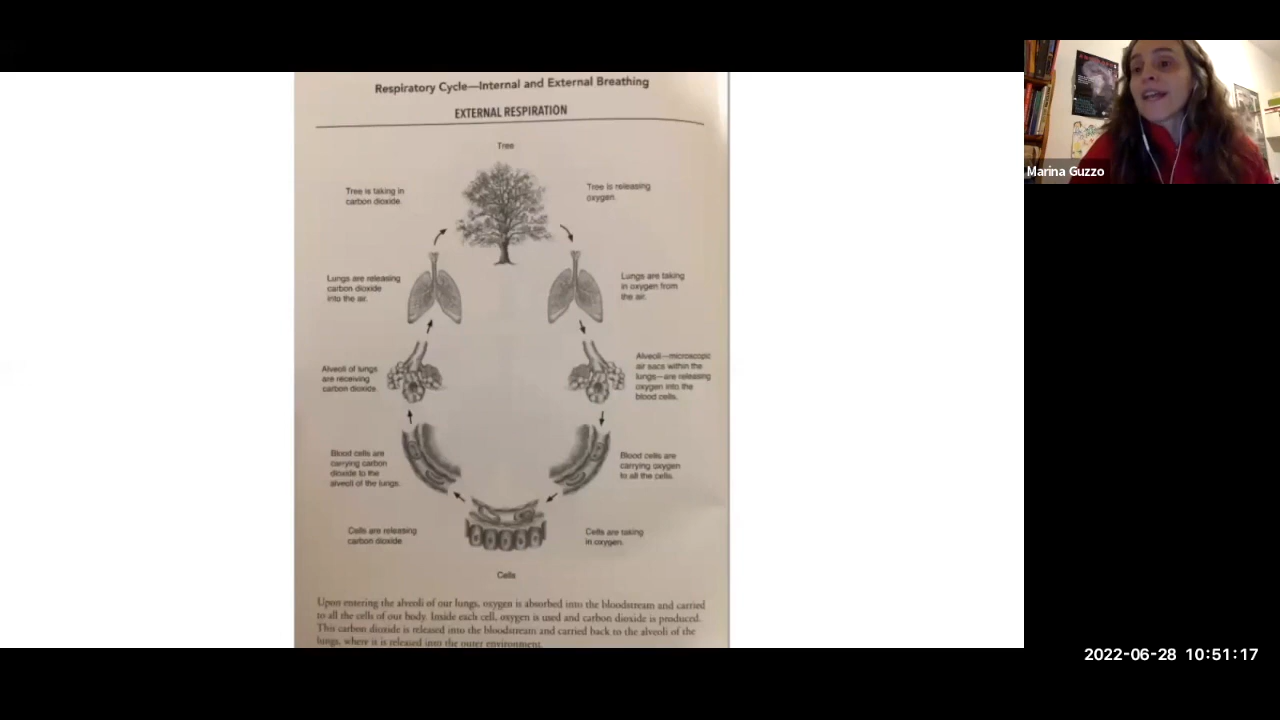 Respiratory Cycle—Internal and External Breathing
EXTERNAL RESPIRATION
Tree
Tree is taking in
carbon dioxide.
Tree is releasing
oxygen.
Lungs are releasing
carbon dioxide
into the air.
Lungs are taking
in oxygen from
the air.
Alveoli of lungs
are receiving
carbon dioxide.
Alveoli—microscopic
air sacs within the
lungs—are releasing
oxygen into the
blood cells.
Blood cells are
carrying carbon
dioxide to the
alveoli of the lungs.
Blood cells are
carrying oxygen
to all the cells.
Cells are releasing
carbon dioxide
Cells are taking
in oxygen.
Cells
Upon entering the alveoli of our lungs, oxygen is absorbed into the bloodstream and carried
to all the cells of our body. Inside each cell, oxygen is used and carbon dioxide is produced.
This carbon dioxide is released into the bloodstream and carried back to the alveoli of the
lungs, where it is released into the outer environment.
Marina Guzzo
2022-06-28 10:51:17